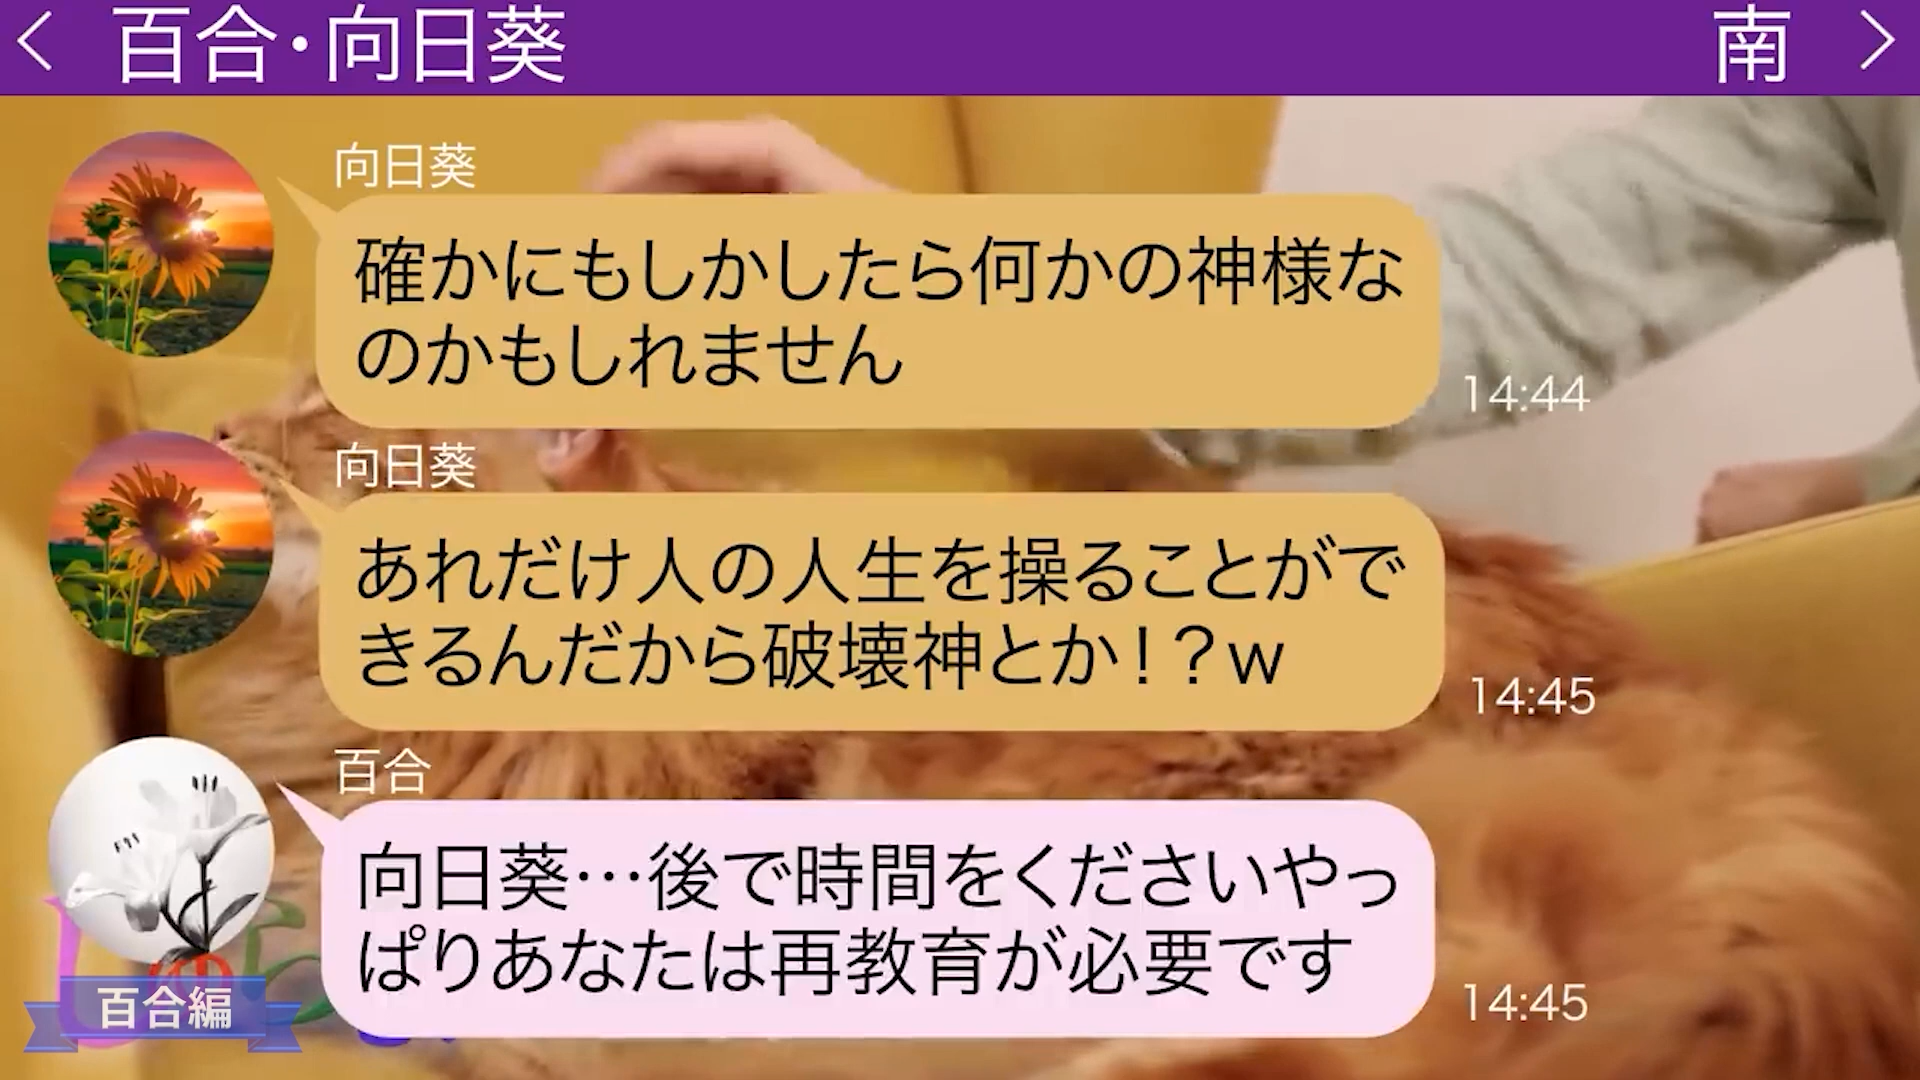 百合・向日葵
南
向日葵
確かにもしかしたら何かの神様な
のかもしれません
14:44
向日葵
あれだけ人の人生を操ることがで
きるんだから破壊神とか！？w
14:45
百合
向日葵…後で時間をくださいやっ
ぱりあなたは再教育が必要です
14:45
百合編